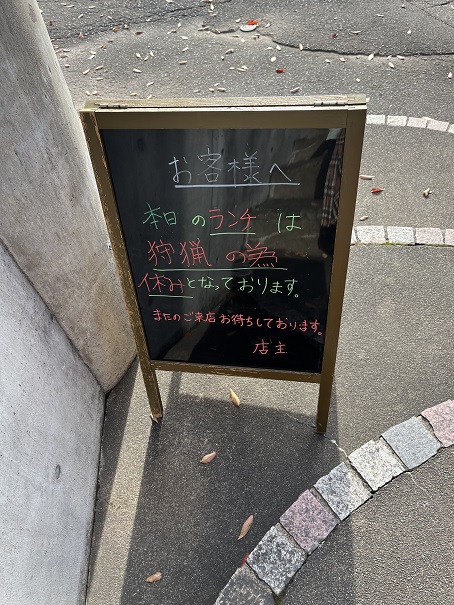 お客様へ
本日のランチは
狩猟の為
休みとなっております。
またのご来店お待ちしております。
店主